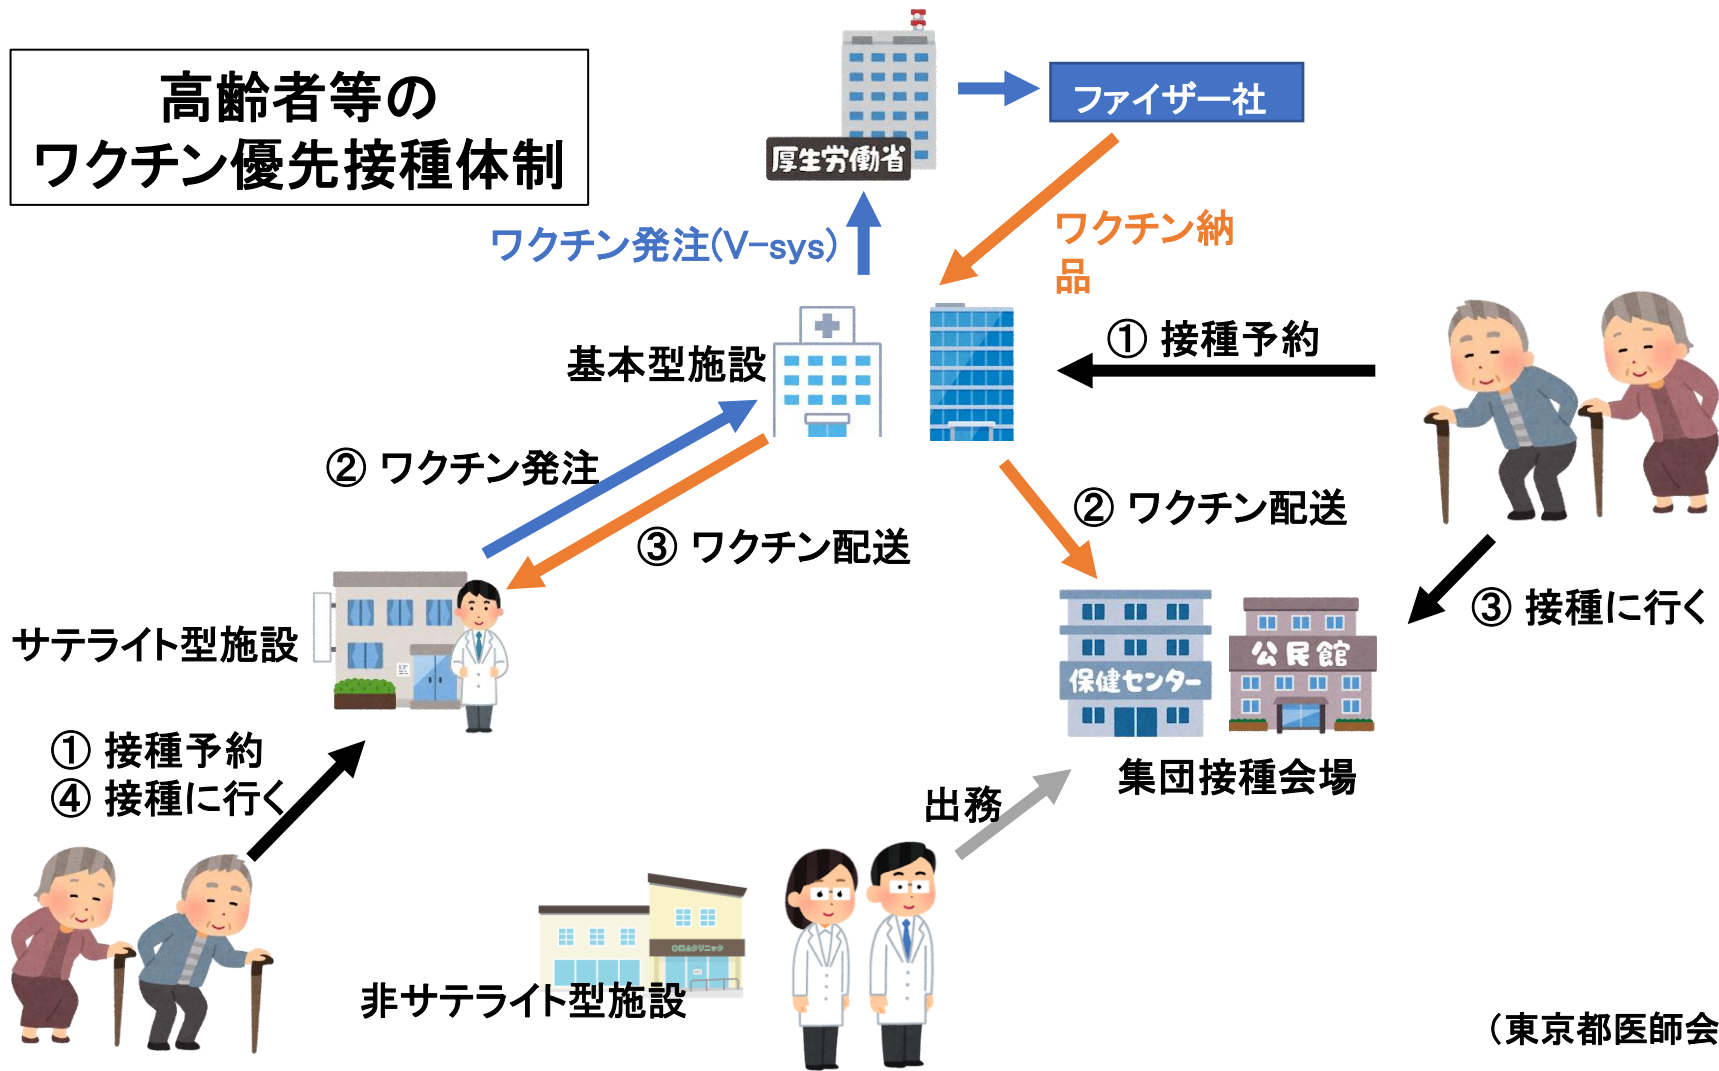 高齢者等の
ワクチン優先接種体制
厚生労働省
ファイザー社
ワクチン発注(V-sys)
ワクチン納
品
基本型施設
① 接種予約
② ワクチン発注
③ ワクチン配送
② ワクチン配送
③ 接種に行く
サテライト型施設
保健センター
公民館
集団接種会場
① 接種予約
④ 接種に行く
出務
非サテライト型施設
（東京都医師会